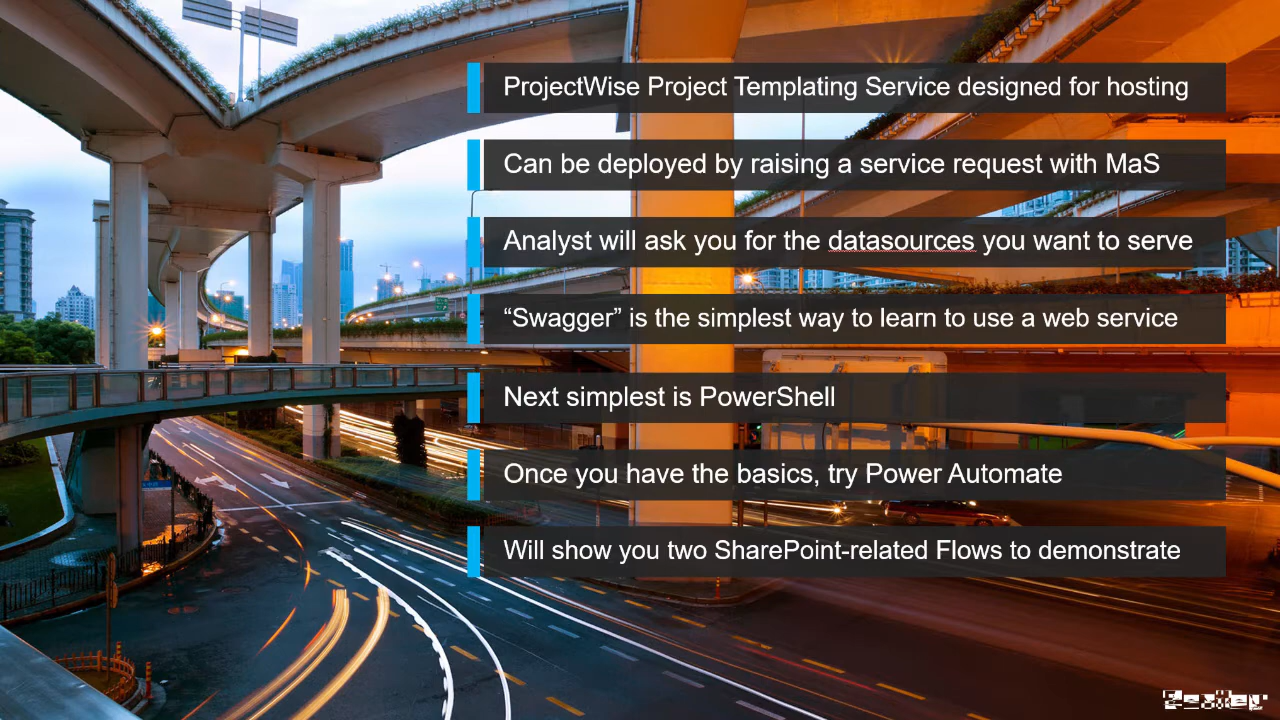 ProjectWise Project Templating Service designed for hosting
Can be deployed by raising a service request with MaS
Analyst will ask you for the datasources you want to serve
“Swagger” is the simplest way to learn to use a web service
Next simplest is PowerShell
Once you have the basics, try Power Automate
Will show you two SharePoint-related Flows to demonstrate